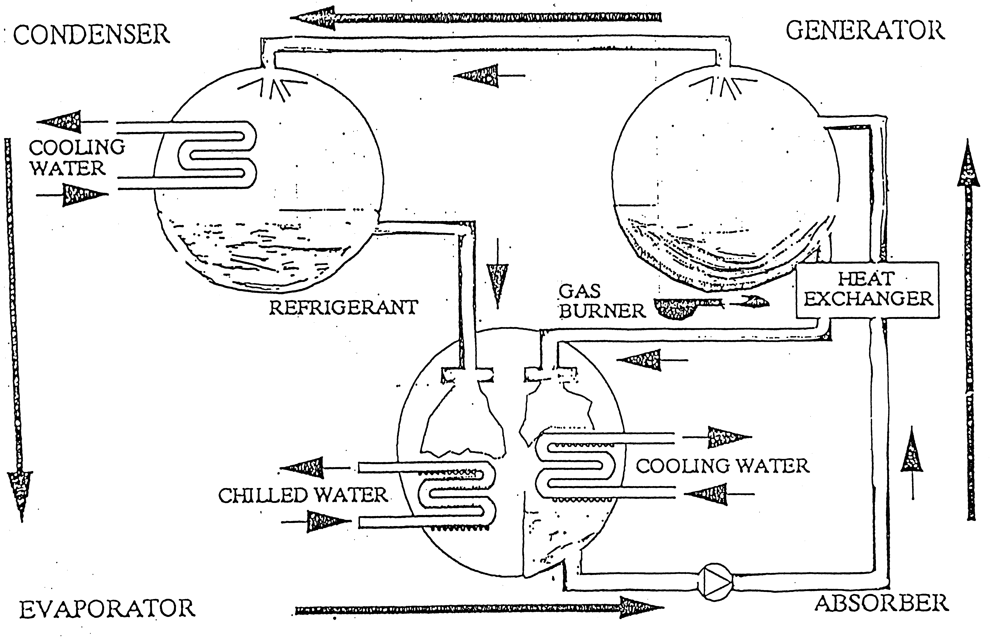 CONDENSER
GENERATOR
COOLING
WATER
REFRIGERANT
GAS
BURNER
HEAT
EXCHANGER
COOLING WATER
CHILLED WATER
EVAPORATOR
ABSORBER